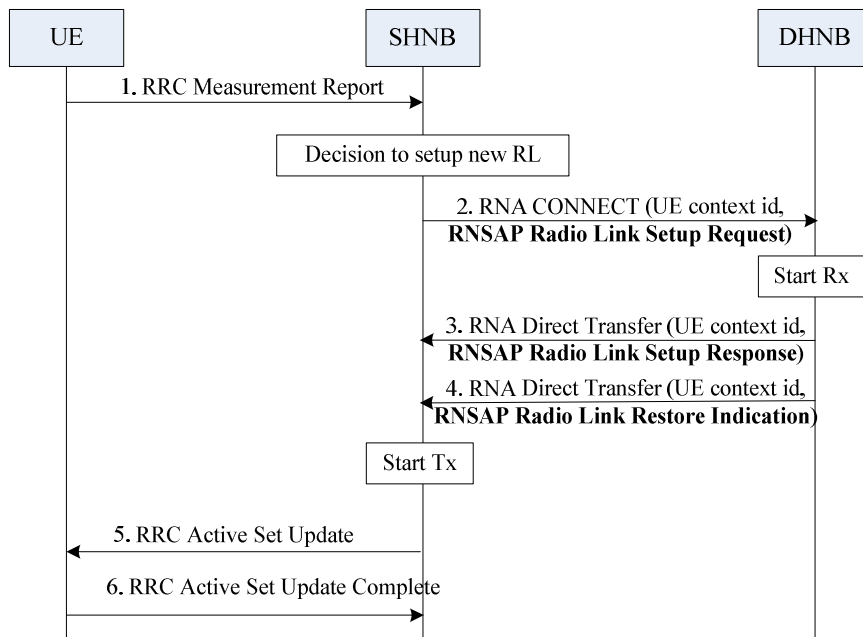 UE
SHNB
DHNB
1. RRC Measurement Report
Decision to setup new RL
2. RNA CONNECT (UE context id,
RNSAP Radio Link Setup Request)
Start Rx
3. RNA Direct Transfer (UE context id,
RNSAP Radio Link Setup Response)
4. RNA Direct Transfer (UE context id,
RNSAP Radio Link Restore Indication)
Start Tx
5. RRC Active Set Update
6. RRC Active Set Update Complete